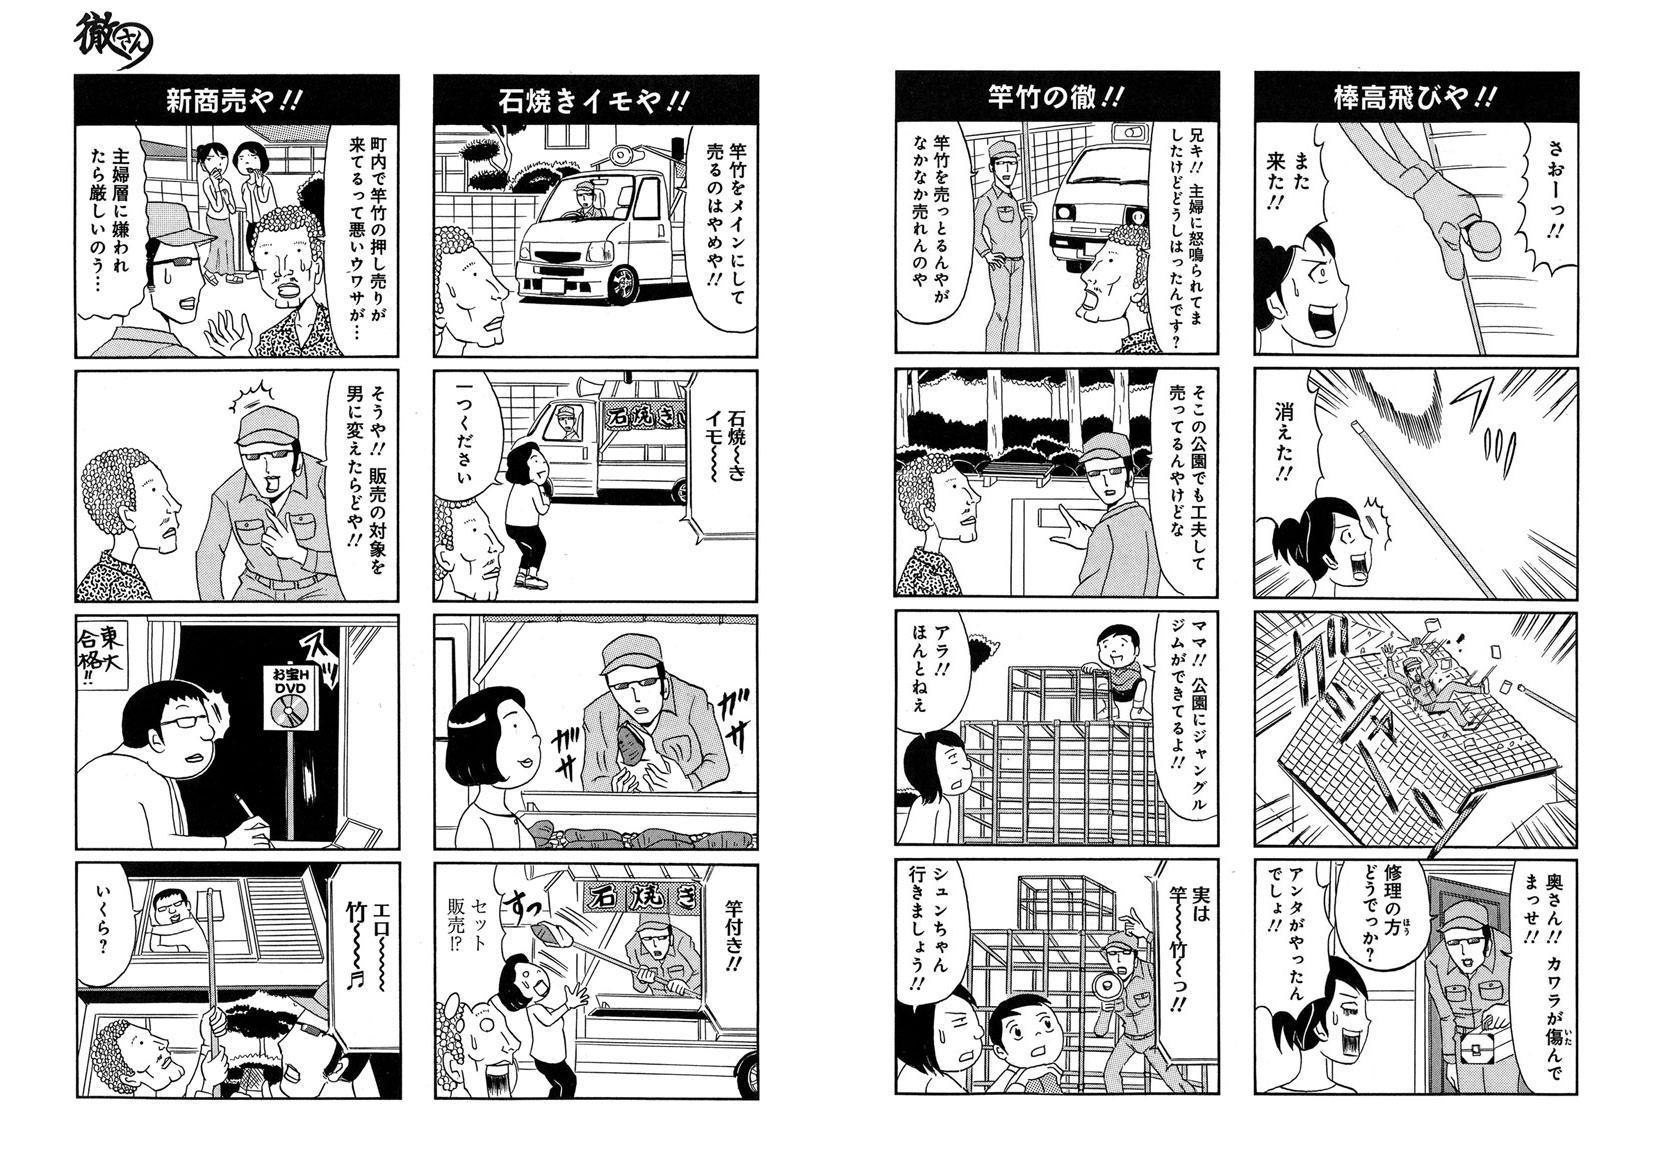 徹さん
棒高飛びや!!
さおーっ!!
また
来た!!
消えた!!
バリバリバリ
奥さん!! カワラが傷んで
いた
まっせ!!
修理の方
ほう
どうでっか?
アンタがやったん
でしょ!!
竿竹の徹!!
兄キ!! 主婦に怒鳴られてま
したけどどうしはったんです?
竿竹を売っとるんやが
なかなか売れんのや
そこの公園でも工夫して
売ってるんやけどな
ママ!! 公園にジャングル
ジムができてるよ!!
アラ!!
ほんとねえ
実は
竿〜〜竹〜っ!!
シュンちゃん
行きましょう!!
石焼きイモや!!
竿竹をメインにして
売るのはやめや!!
石焼〜き
イモ〜〜〜
石焼きい
一つください
ガサ
ガサ
竿付き!!
石焼き
すっ
セット
販売!?
新商売や!!
町内で竿竹の押し売りが
来てるって悪いウワサが…
主婦層に嫌われ
たら厳しいのう…
そうや!! 販売の対象を
男に変えたらどや!!
東大
合格!!
スッ
お宝H
DVD
エロ〜〜〜〜
竹〜〜〜♬
いくら?